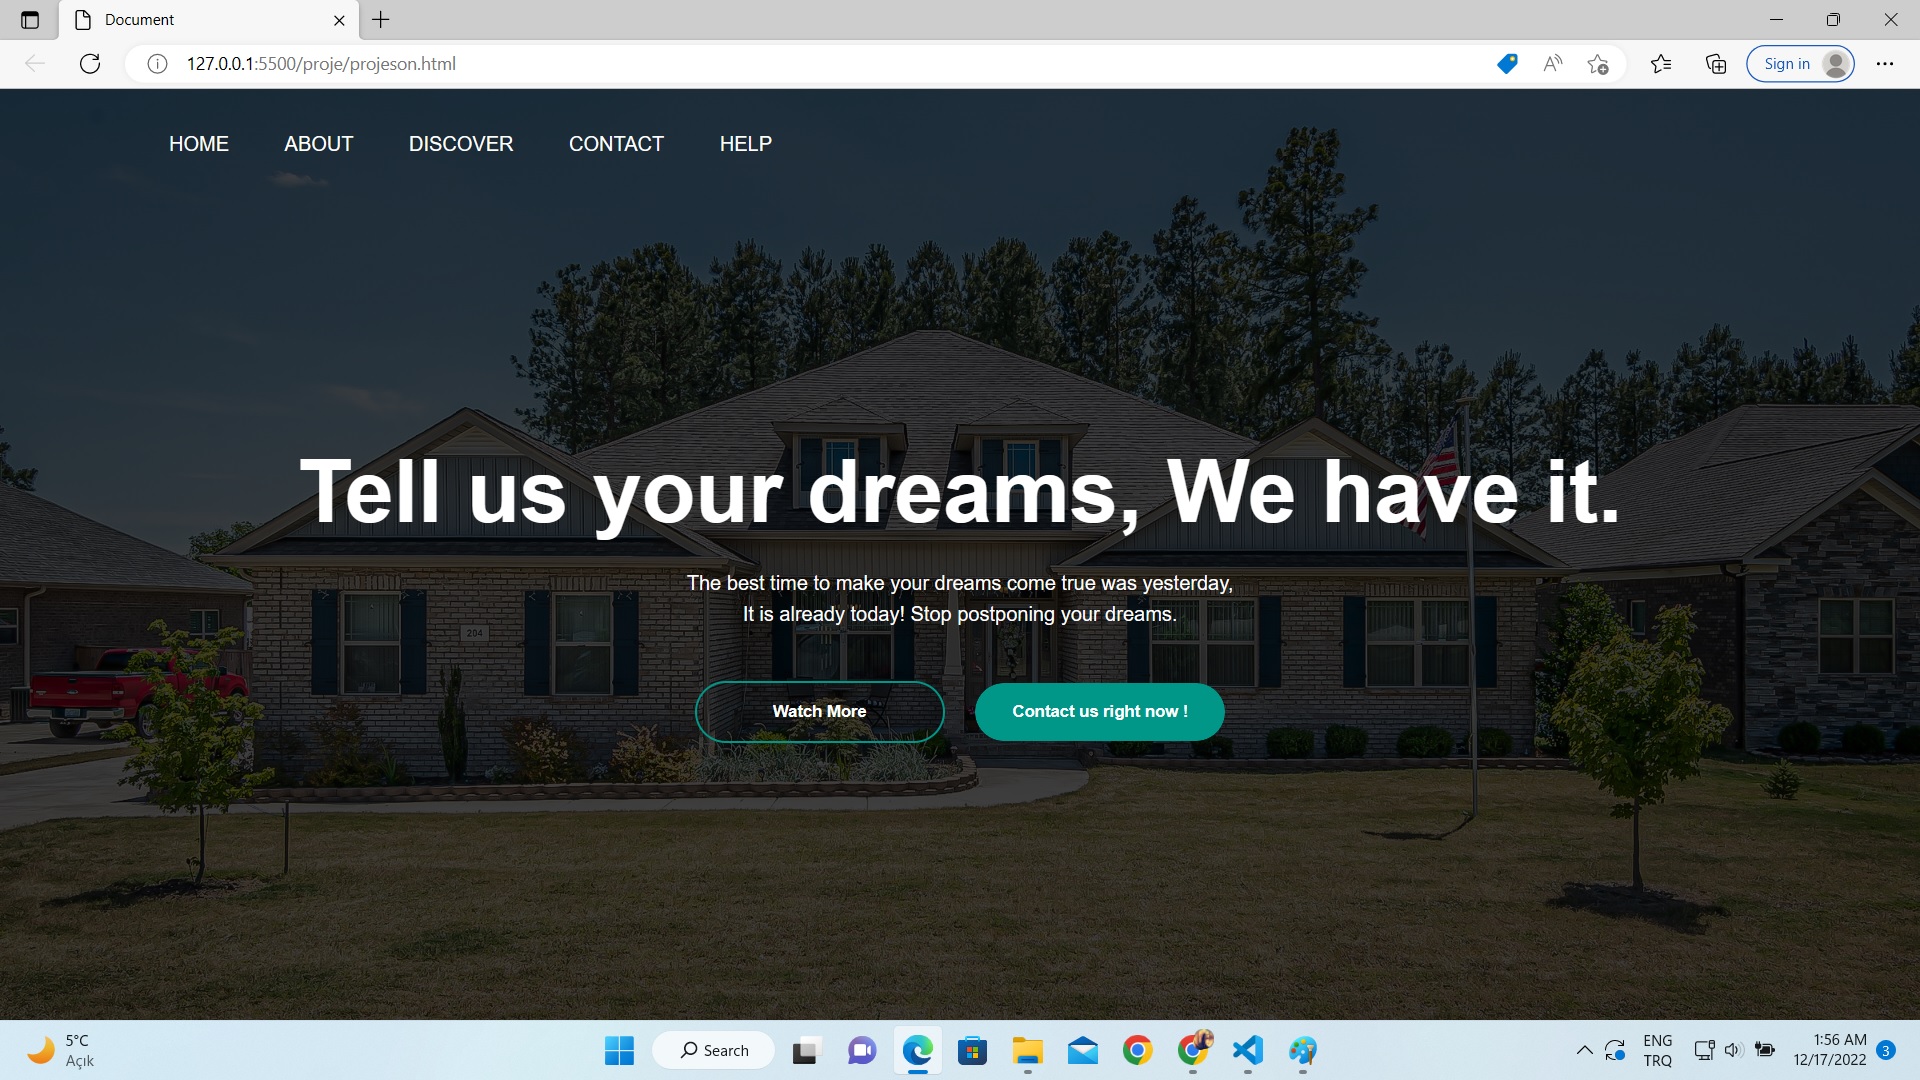 Document
127.0.0.1:5500/proje/projeson.html
Sign in
HOME ABOUT DISCOVER CONTACT HELP
Tell us your dreams, We have it.
The best time to make your dreams come true was yesterday,
It is already today! Stop postponing your dreams.
204
Watch More
Contact us right now !
5°C
Açık
Search
ENG
TRQ
1:56 AM
12/17/2022
3